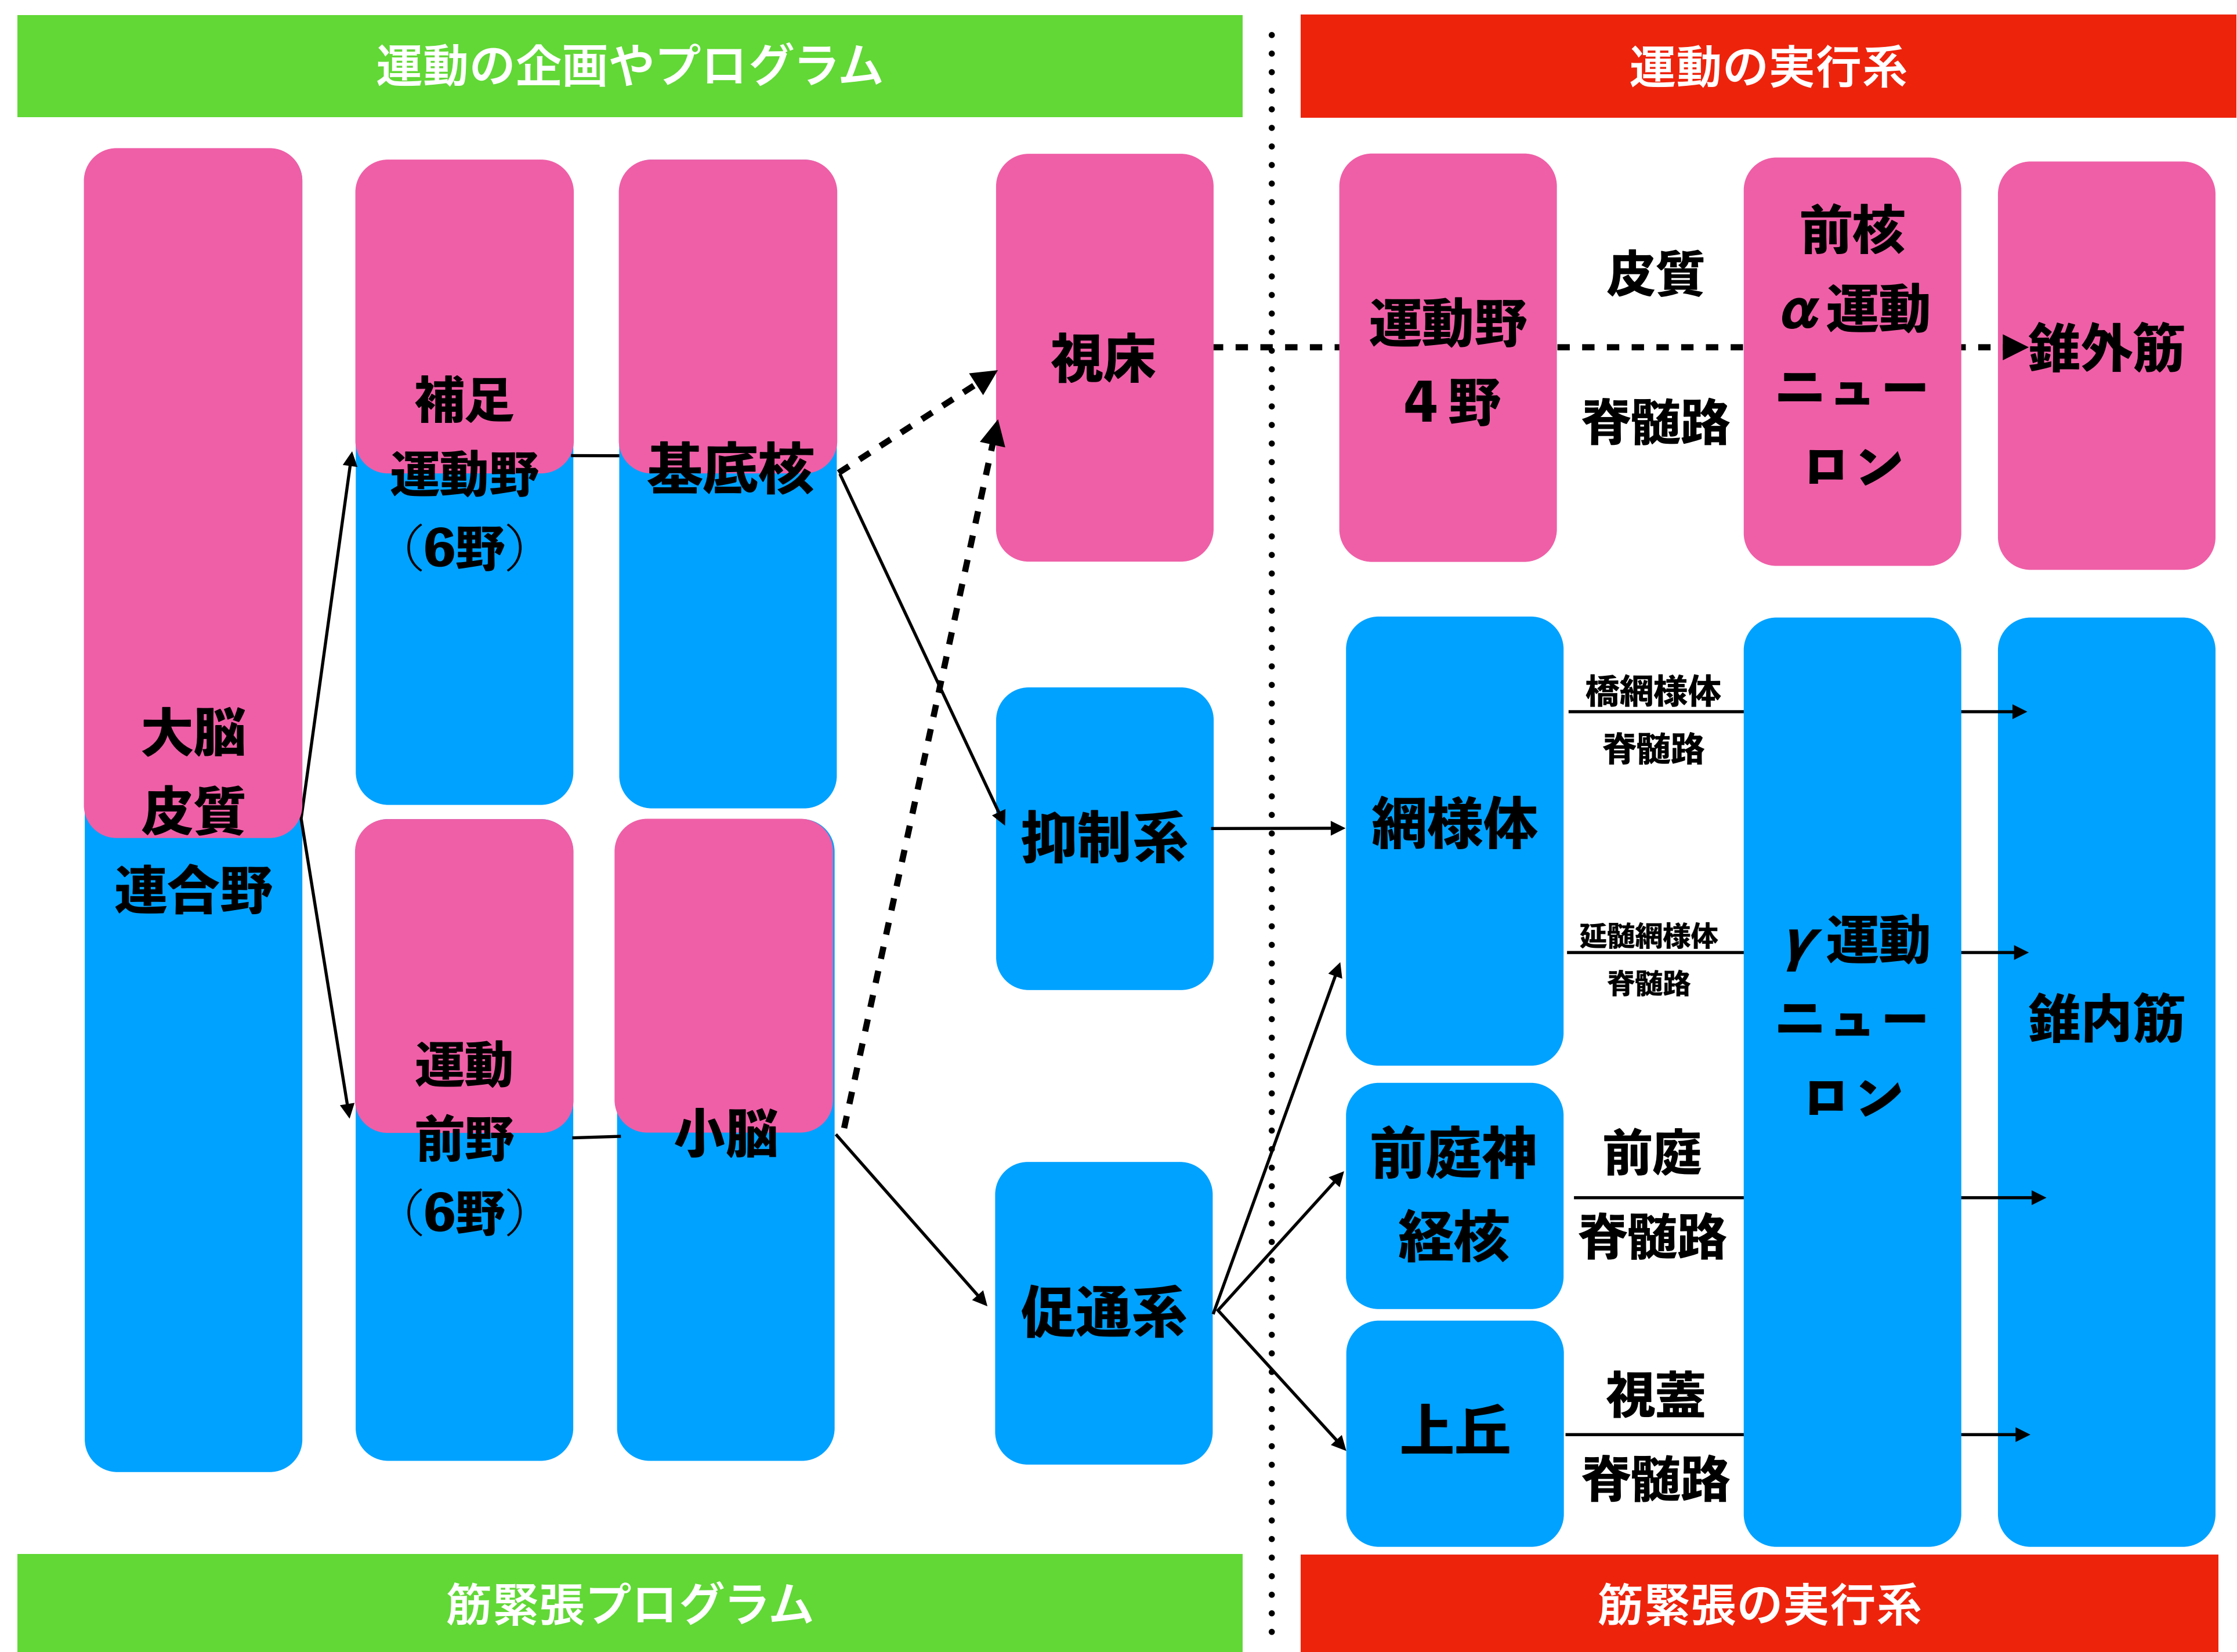 運動の企画やプログラム
運動の実行系
大脳
皮質
連合野
補足
運動野
（6野）
基底核
運動
前野
（6野）
小脳
視床
抑制系
促通系
運動野
４野
皮質
脊髄路
前核
α運動
ニュー
ロン
錐外筋
網様体
橋網様体
脊髄路
延髄網様体
脊髄路
前庭神
経核
前庭
脊髄路
上丘
視蓋
脊髄路
γ運動
ニュー
ロン
錐内筋
筋緊張プログラム
筋緊張の実行系